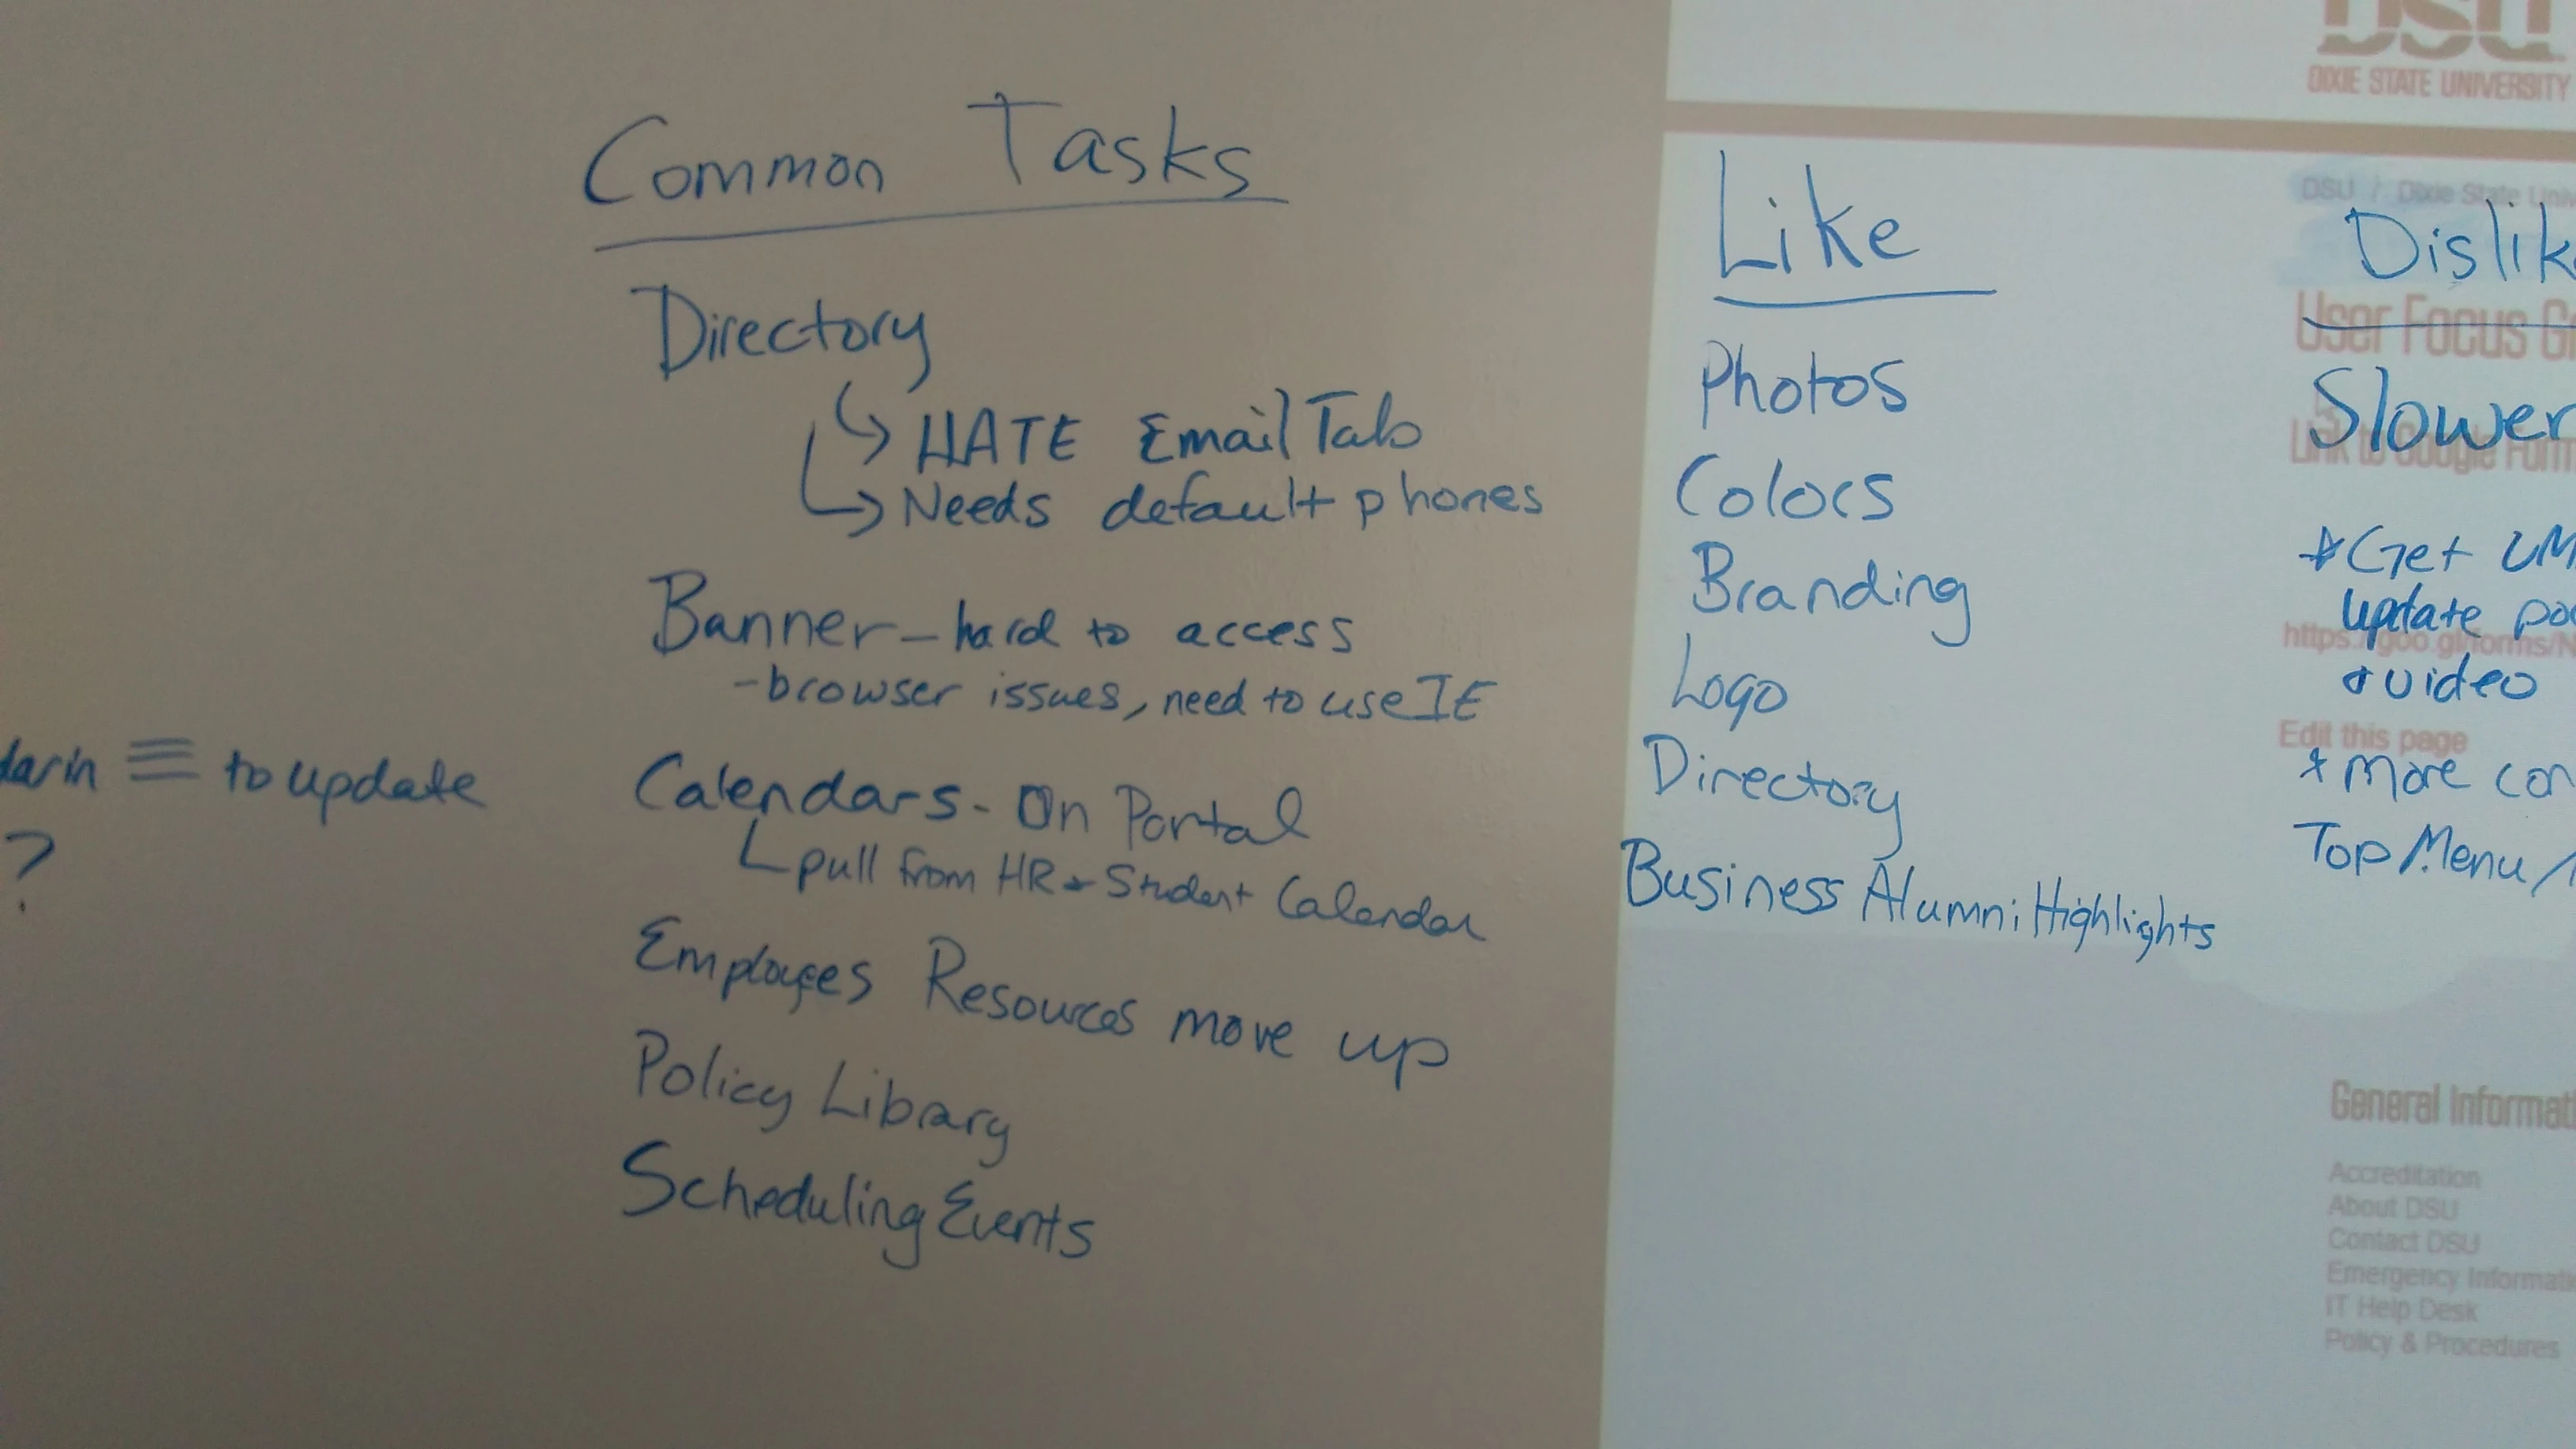 Common Tasks
Directory
↳ HATE Email Tab
↳ Needs default phones
Banner - hard to access
- browser issues, need to use IE
to update
?
Calendars - On Portal
pull from HR + Student Calendar
Employees Resources move up
Policy Library
Scheduling Events
Like
Photos
Colors
Branding
Logo
Directory
Business Alumni Highlights
DSU
DIXIE STATE UNIVERSITY
DSU / Dixie State Univ
Dislik
User Focus G
Slower
Link to Google Form
* Get
update
https://goo.gl/forms/N
+ video
Edit this page
* more con
Top Menu /
General Informati
Accreditation
About DSU
Contact DSU
Emergency Informati
IT Help Desk
Policy & Procedures